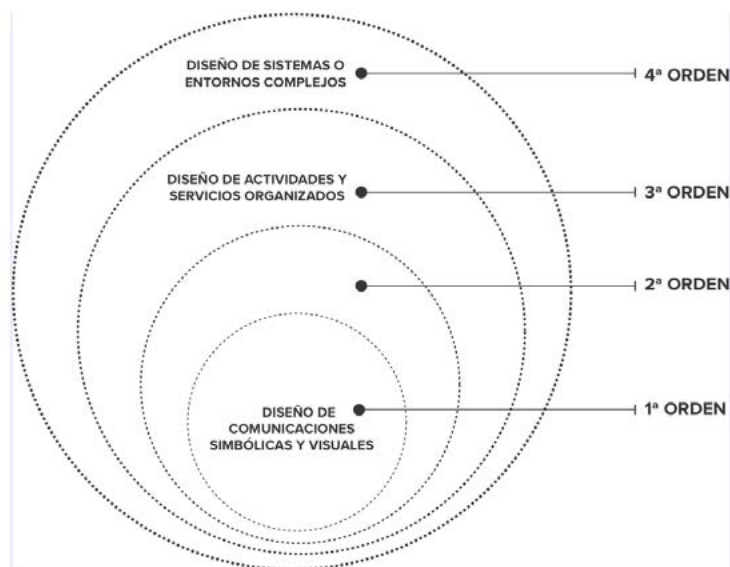 DISEÑO DE SISTEMAS O
ENTORNOS COMPLEJOS
4ª ORDEN
DISEÑO DE ACTIVIDADES Y
SERVICIOS ORGANIZADOS
3ª ORDEN
2ª ORDEN
DISEÑO DE
COMUNICACIONES
SIMBÓLICAS Y VISUALES
1ª ORDEN